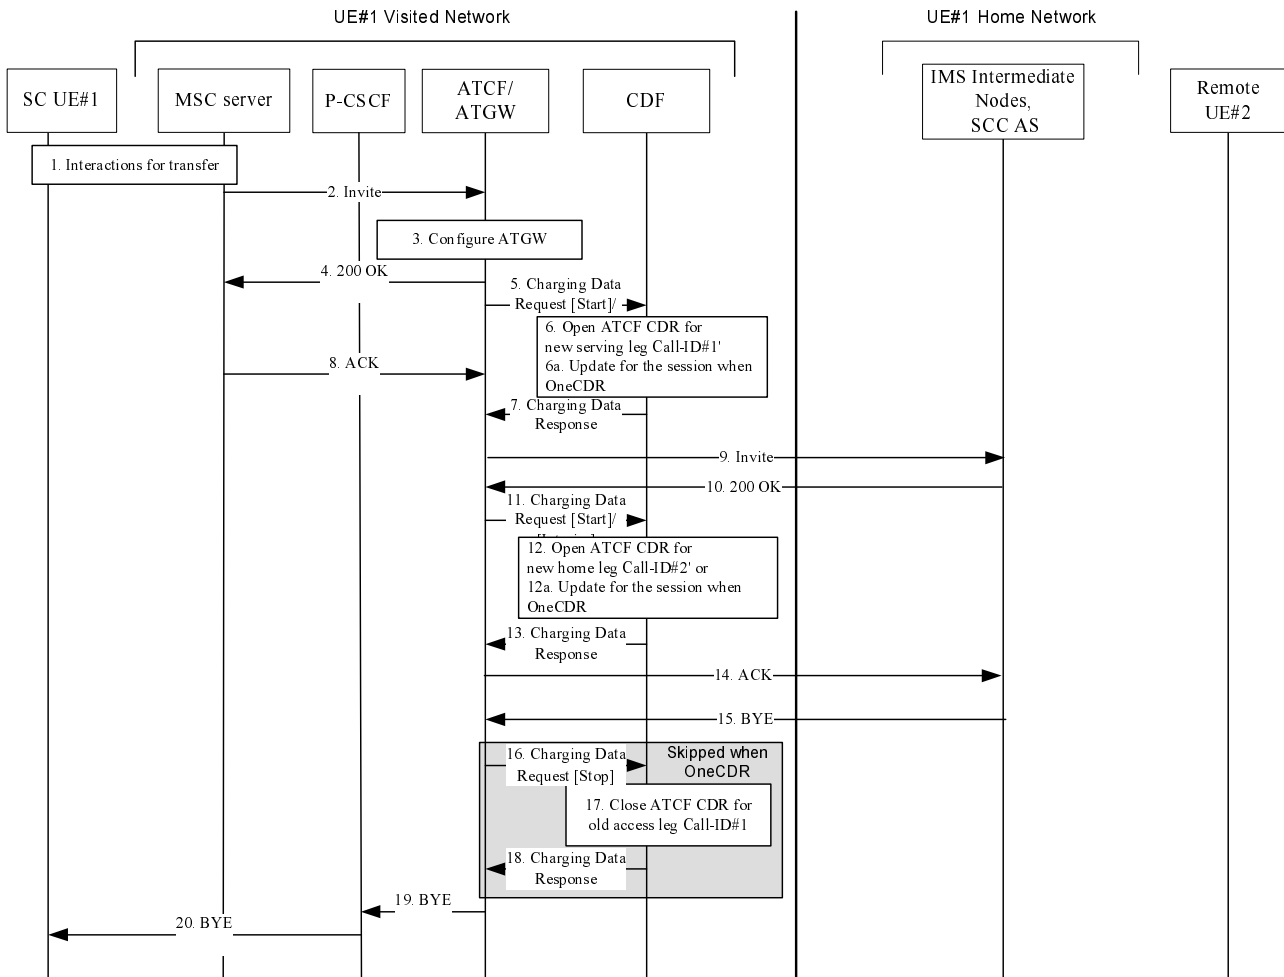 UE#1 Visited Network
UE#1 Home Network
SC UE#1
MSC server
P-CSCF
ATCF/
ATGW
CDF
IMS Intermediate
Nodes,
SCC AS
Remote
UE#2
1. Interactions for transfer
2. Invite
3. Configure ATGW
4. 200 OK
5. Charging Data
Request [Start]/
6. Open ATCF CDR for
new serving leg Call-ID#1'
6a. Update for the session when
OneCDR
8. ACK
7. Charging Data
Response
9. Invite
10. 200 OK
11. Charging Data
Request [Start]/
12. Open ATCF CDR for
new home leg Call-ID#2' or
12a. Update for the session when
OneCDR
13. Charging Data
Response
14. ACK
15. BYE
16. Charging Data
Request [Stop]
Skipped when
OneCDR
17. Close ATCF CDR for
old access leg Call-ID#1
18. Charging Data
Response
19. BYE
20. BYE